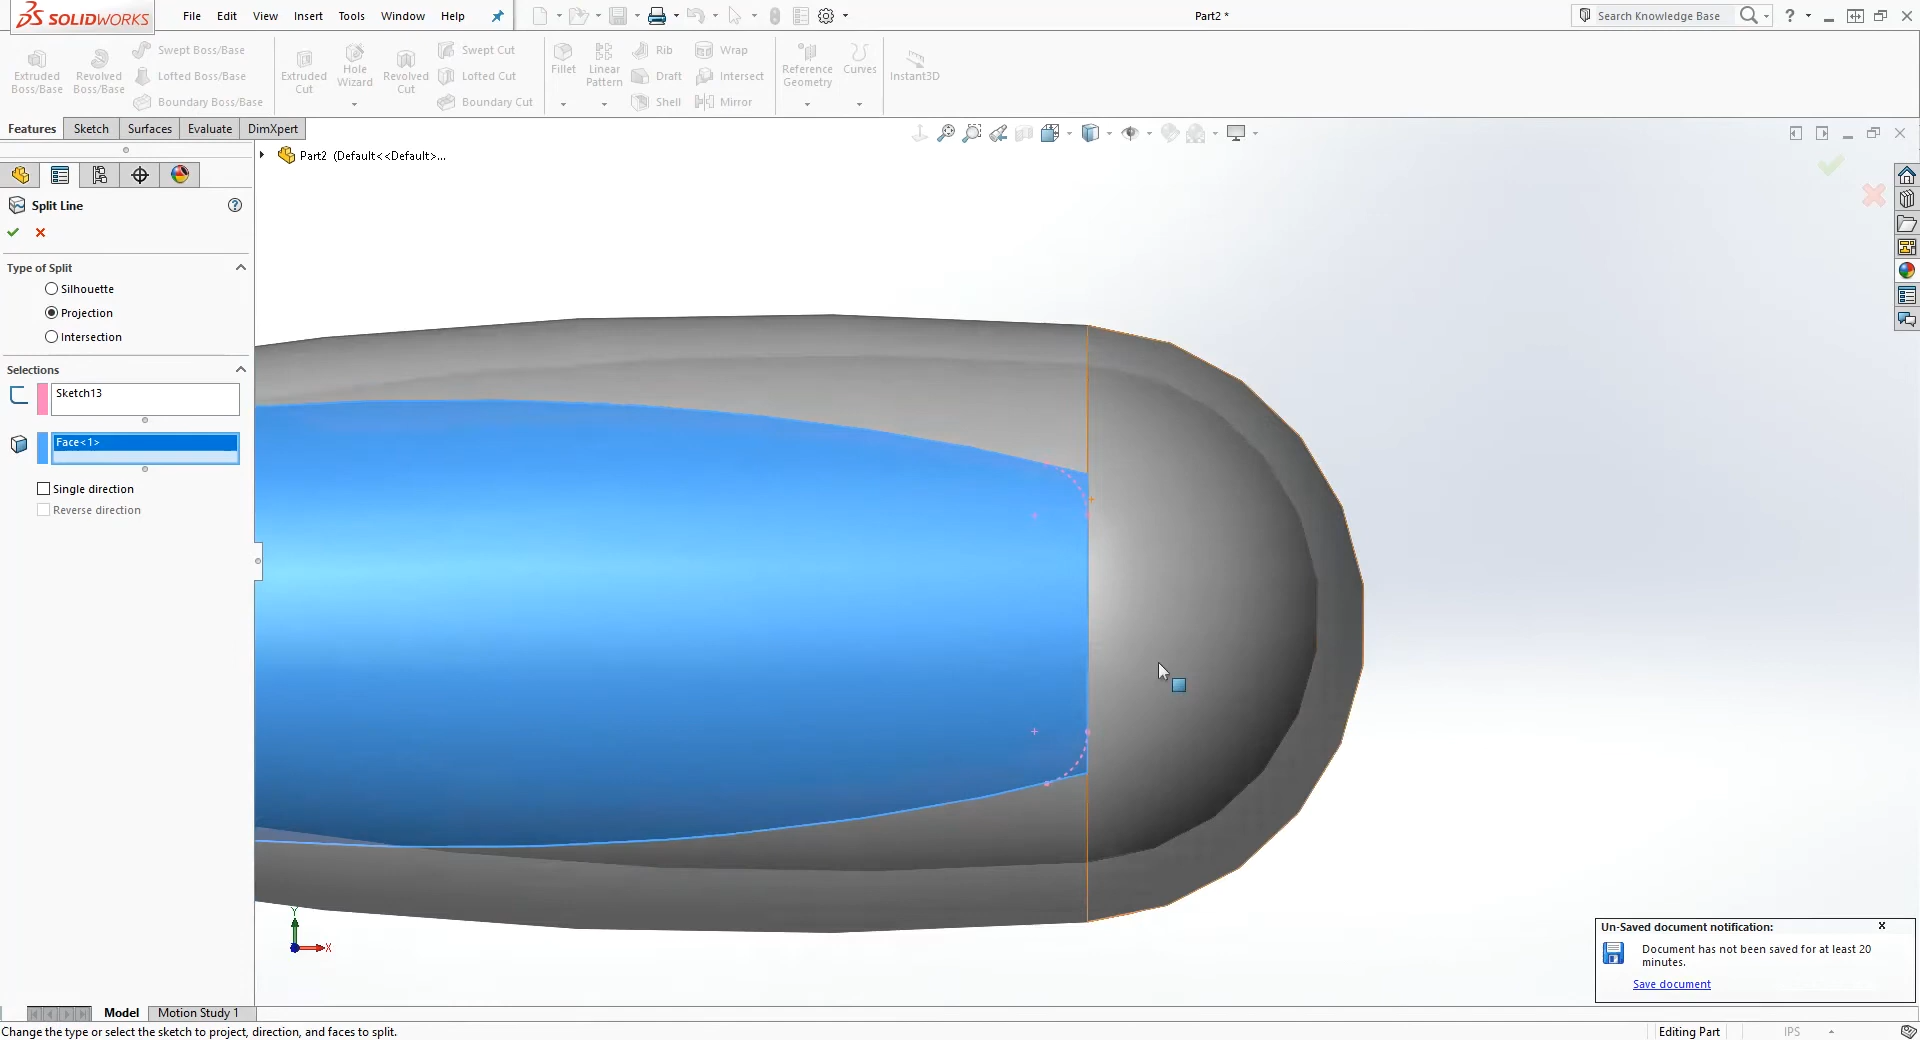 SOLIDWORKS
File Edit View Insert Tools Window Help
Part2 *
Search Knowledge Base
?
Extruded Boss/Base
Revolved Boss/Base
Swept Boss/Base
Lofted Boss/Base
Boundary Boss/Base
Extruded Cut
Hole Wizard
Revolved Cut
Swept Cut
Lofted Cut
Boundary Cut
Fillet
Linear Pattern
Rib
Draft
Shell
Wrap
Intersect
Mirror
Reference Geometry
Curves
Instant3D
Features Sketch Surfaces Evaluate DimXpert
Part2 (Default<<Default>...
Split Line
?
Type of Split
Silhouette
Projection
Intersection
Selections
Sketch13
Face<1>
Single direction
Reverse direction
Y
X
Un-Saved document notification: x
Document has not been saved for at least 20
minutes.
Save document
Model Motion Study 1
Change the type or select the sketch to project, direction, and faces to split.
Editing Part
IPS